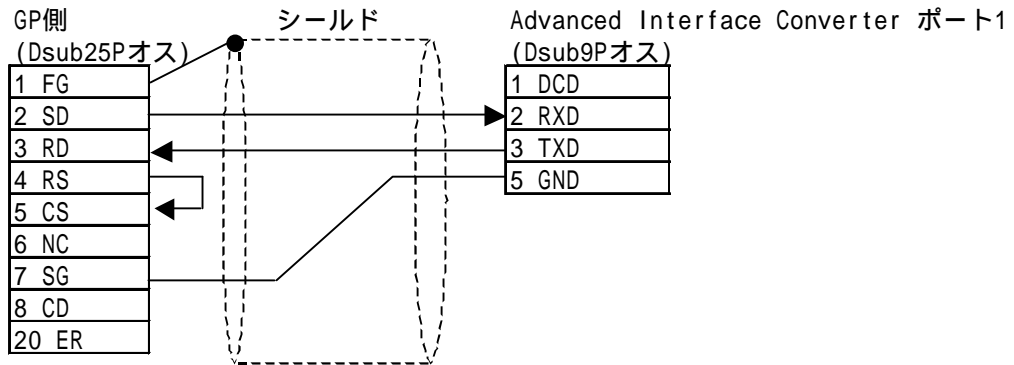 GP側
(Dsub25Pオス)
1 FG
2 SD
3 RD
4 RS
5 CS
6 NC
7 SG
8 CD
20 ER
シールド
Advanced Interface Converter ポート1
(Dsub9Pオス)
1 DCD
2 RXD
3 TXD
5 GND